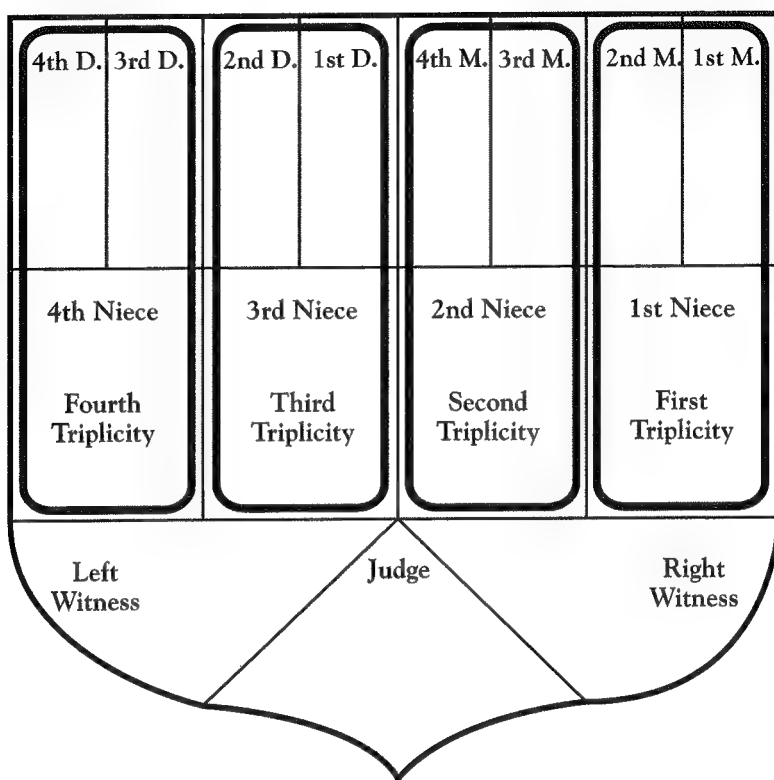 4th D. 3rd D. 2nd D. 1st D. 4th M. 3rd M. 2nd M. 1st M.
4th Niece 3rd Niece 2nd Niece 1st Niece
Fourth Triplicity
Third Triplicity
Second Triplicity
First Triplicity
Left Witness
Judge
Right Witness